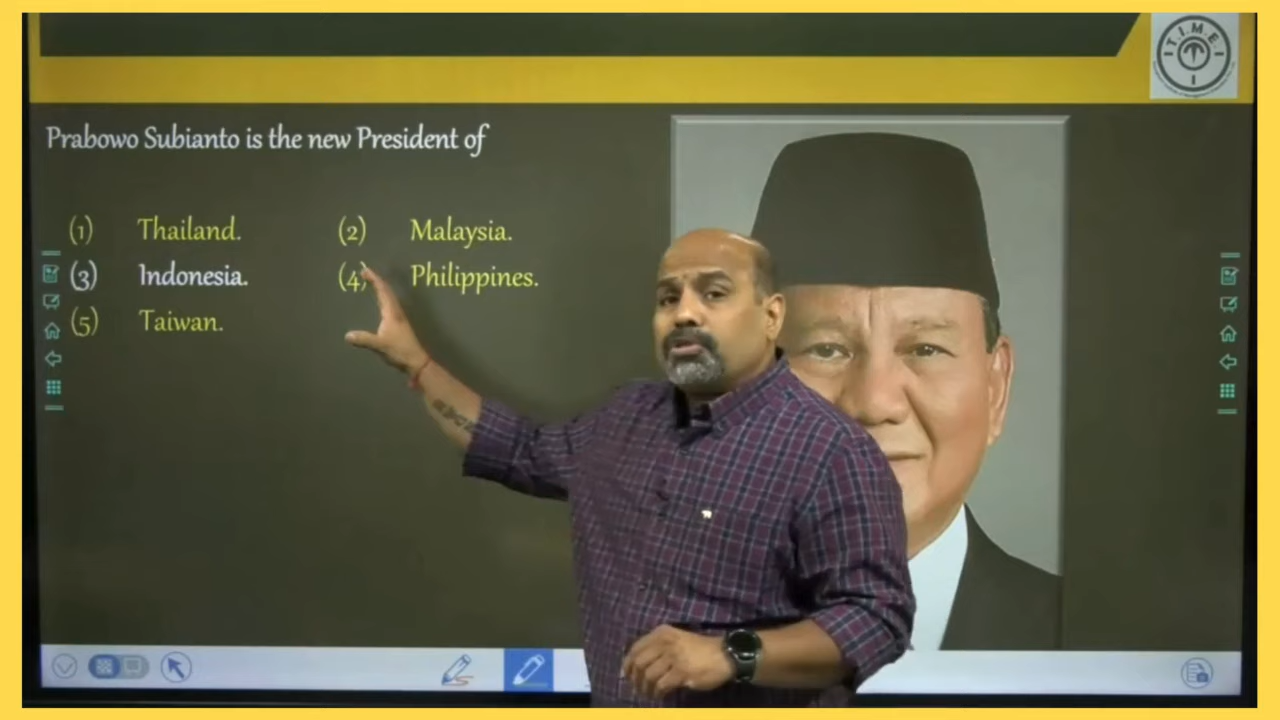 T.I.M.E.
Prabowo Subianto is the new President of
(1) Thailand. (2) Malaysia.
(3) Indonesia. (4) Philippines.
(5) Taiwan.